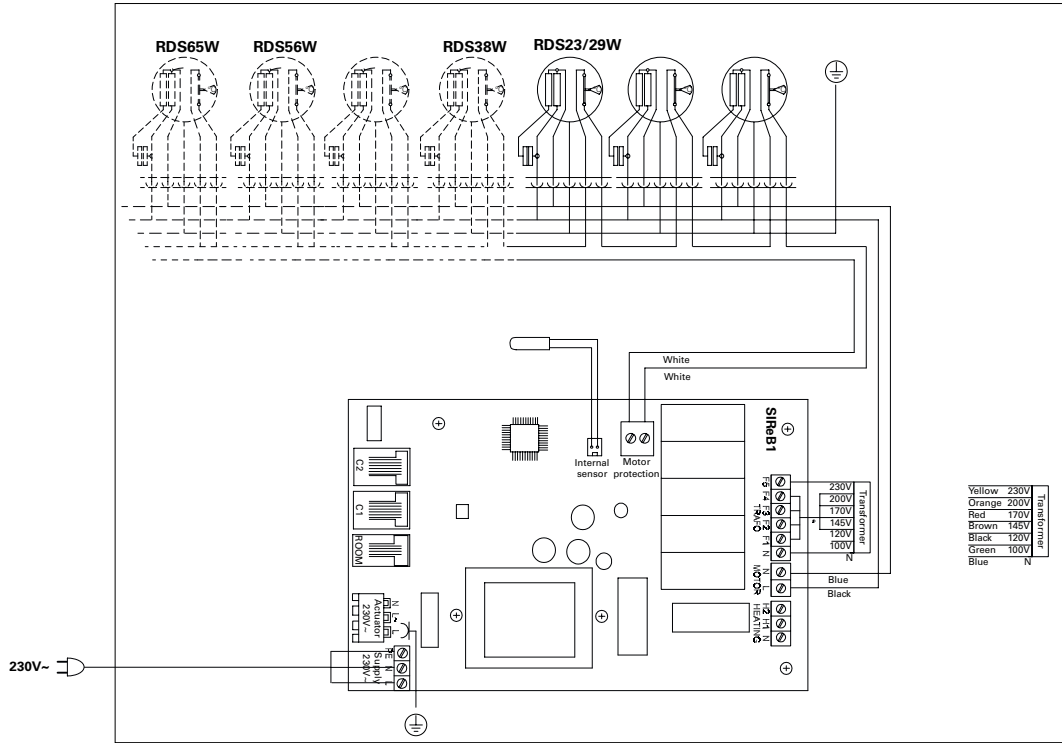 RDS65W
RDS56W
RDS38W
RDS23/29W
White
White
SIReB1
C2
C1
ROOM
Internal
sensor
Motor
protection
F5 F4 F3 F2 F1 N
TRAFO
230V
200V
170V
145V
120V
100V
N
Transformer
*
N L
MOTOR
Blue
Black
H2 H1 N
HEATING
Yellow 230V
Orange 200V
Red 170V
Brown 145V
Black 120V
Green 100V
Blue N
Transformer
N L* L
Actuator
230V~
PE N L
Supply
230V~
230V~